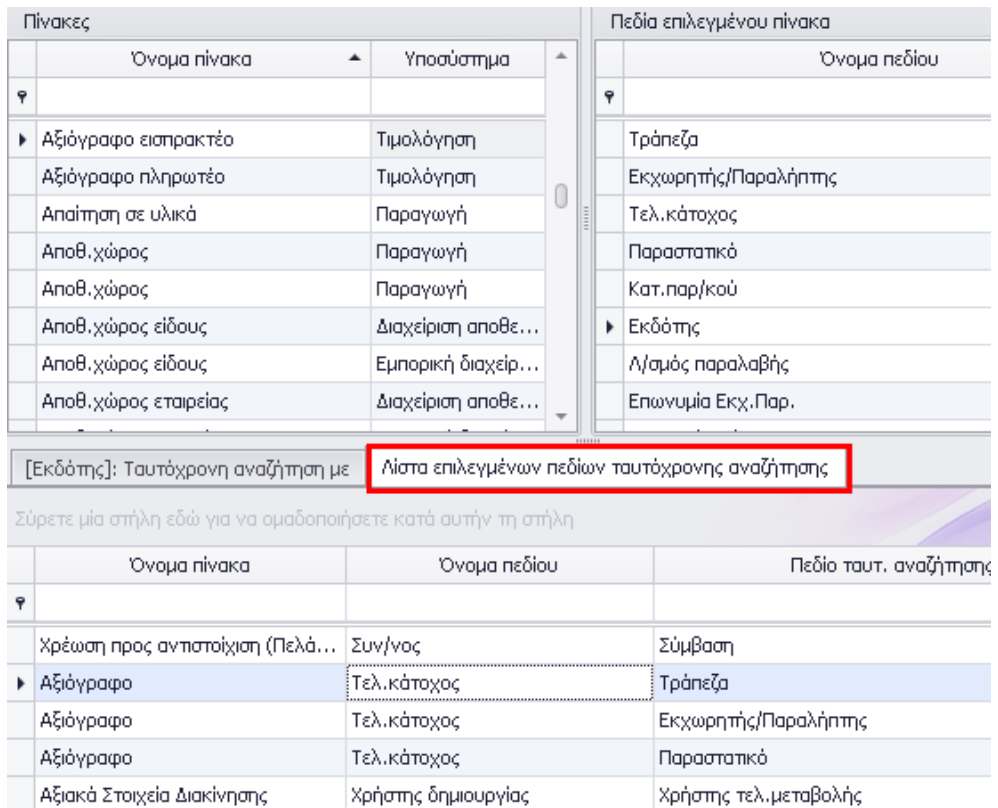 Πίνακες
Όνομα πίνακα Υποσύστημα
Αξιόγραφο εισπρακτέο Τιμολόγηση
Αξιόγραφο πληρωτέο Τιμολόγηση
Απαίτηση σε υλικά Παραγωγή
Αποθ.χώρος Παραγωγή
Αποθ.χώρος Παραγωγή
Αποθ.χώρος είδους Διαχείριση αποθε...
Αποθ.χώρος είδους Εμπορική διαχείρ...
Αποθ.χώρος εταιρείας Διαχείριση αποθε...
Πεδία επιλεγμένου πίνακα
Όνομα πεδίου
Τράπεζα
Εκχωρητής/Παραλήπτης
Τελ.κάτοχος
Παραστατικό
Κατ.παρ/κού
Εκδότης
Λ/σμός παραλαβής
Επωνυμία Εκχ.Παρ.
[Εκδότης]: Ταυτόχρονη αναζήτηση με Λίστα επιλεγμένων πεδίων ταυτόχρονης αναζήτησης
Σύρετε μία στήλη εδώ για να ομαδοποιήσετε κατά αυτήν τη στήλη
Όνομα πίνακα Όνομα πεδίου Πεδίο ταυτ. αναζήτησης
Χρέωση προς αντιστοίχιση (Πελά... Συν/νος Σύμβαση
Αξιόγραφο Τελ.κάτοχος Τράπεζα
Αξιόγραφο Τελ.κάτοχος Εκχωρητής/Παραλήπτης
Αξιόγραφο Τελ.κάτοχος Παραστατικό
Αξιακά Στοιχεία Διακίνησης Χρήστης δημιουργίας Χρήστης τελ.μεταβολής